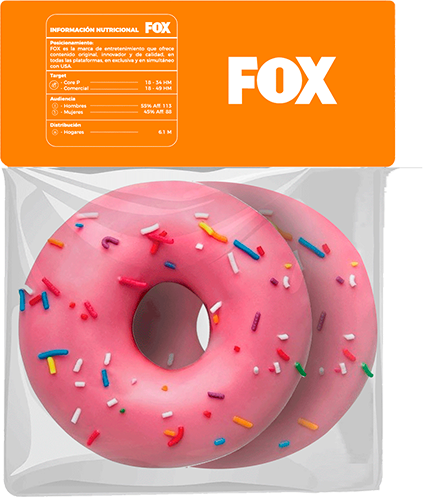 INFORMACIÓN NUTRICIONAL FOX
Posicionamiento:
FOX es la marca de entretenimiento que ofrece
contenido original, innovador y de calidad, en
todas las plataformas, en exclusiva y en simultáneo
con USA.
Target
- Core P 18 - 34 HM
- Comercial 18 - 49 HM
Audiencia
- Hombres 55% Aff 113
- Mujeres 45% Aff 88
Distribución
- Hogares 6.1 M
FOX